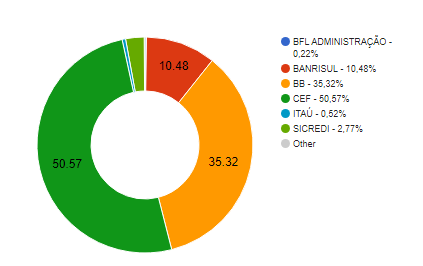 10.48
35.32
50.57
BFL ADMINISTRAÇÃO -
0,22%
BANRISUL - 10,48%
BB - 35,32%
CEF - 50,57%
ITAÚ - 0,52%
SICREDI - 2,77%
Other